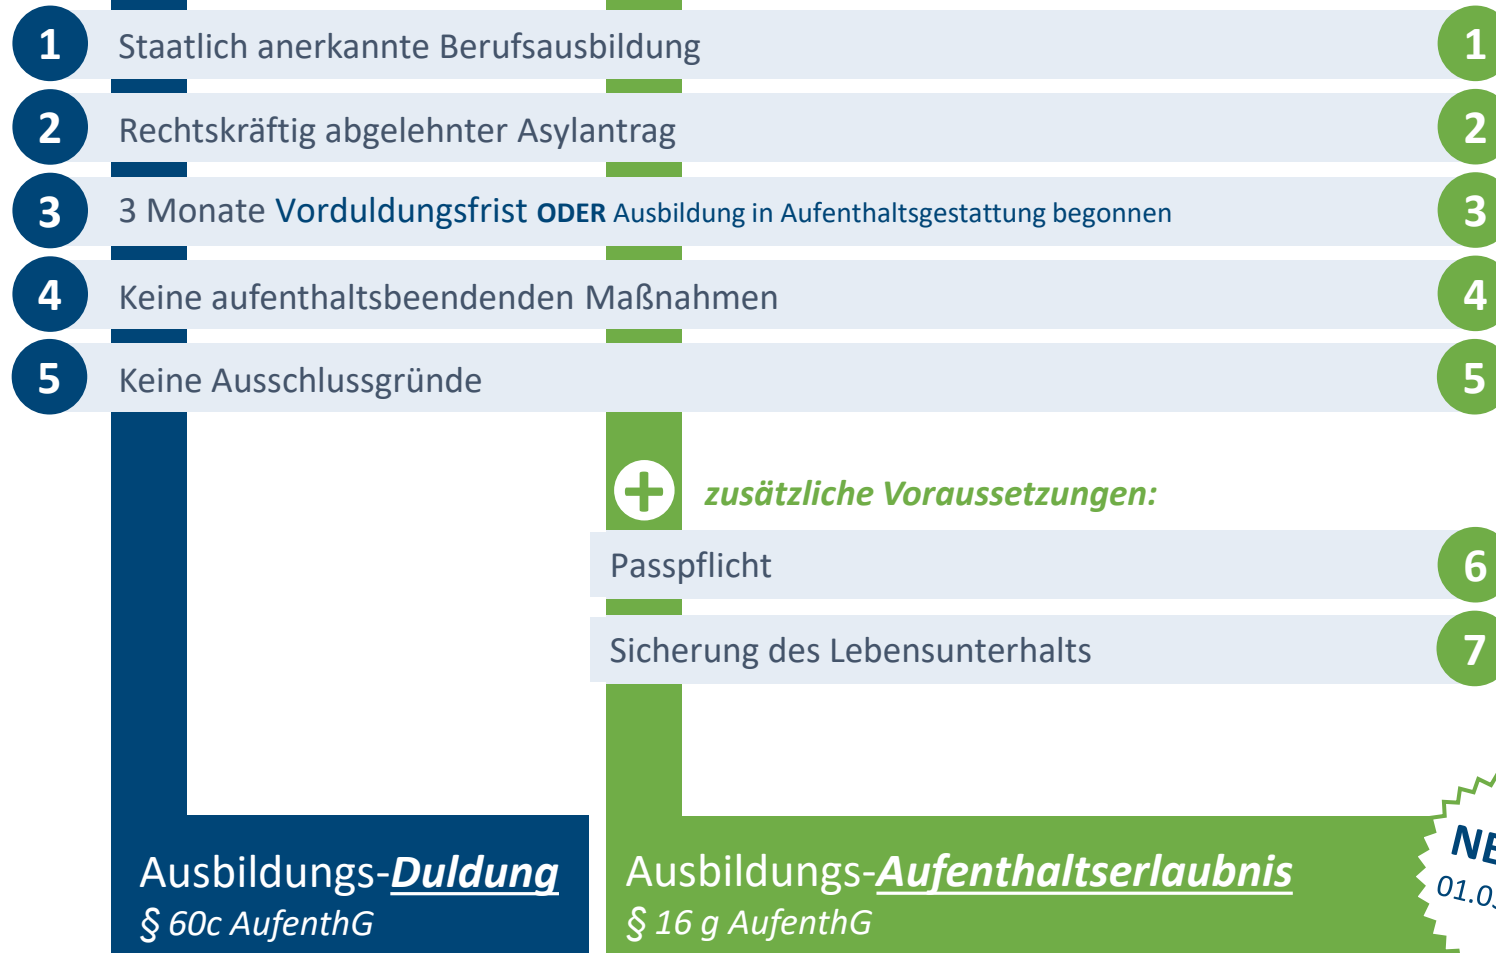 1 Staatlich anerkannte Berufsausbildung 1
2 Rechtskräftig abgelehnter Asylantrag 2
3 3 Monate Vorduldungsfrist ODER Ausbildung in Aufenthaltsgestattung begonnen 3
4 Keine aufenthaltsbeendenden Maßnahmen 4
5 Keine Ausschlussgründe 5
zusätzliche Voraussetzungen:
Passpflicht 6
Sicherung des Lebensunterhalts 7
Ausbildungs-Duldung
§ 60c AufenthG
Ausbildungs-Aufenthaltserlaubnis
§ 16 g AufenthG